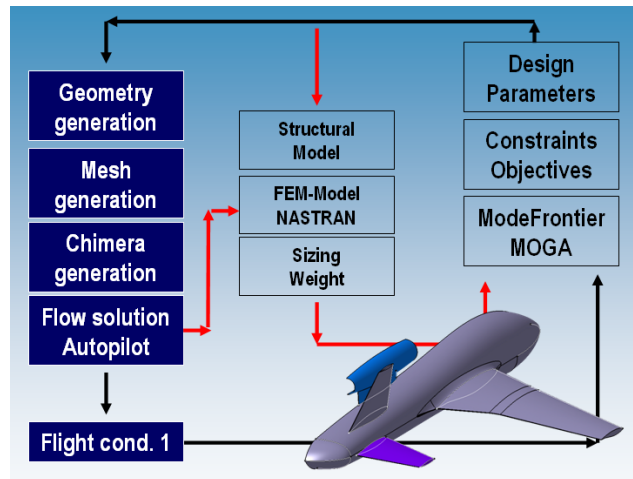 Geometry
generation
Mesh
generation
Chimera
generation
Flow solution
Autopilot
Flight cond. 1
Structural
Model
FEM-Model
NASTRAN
Sizing
Weight
Design
Parameters
Constraints
Objectives
ModeFrontier
MOGA